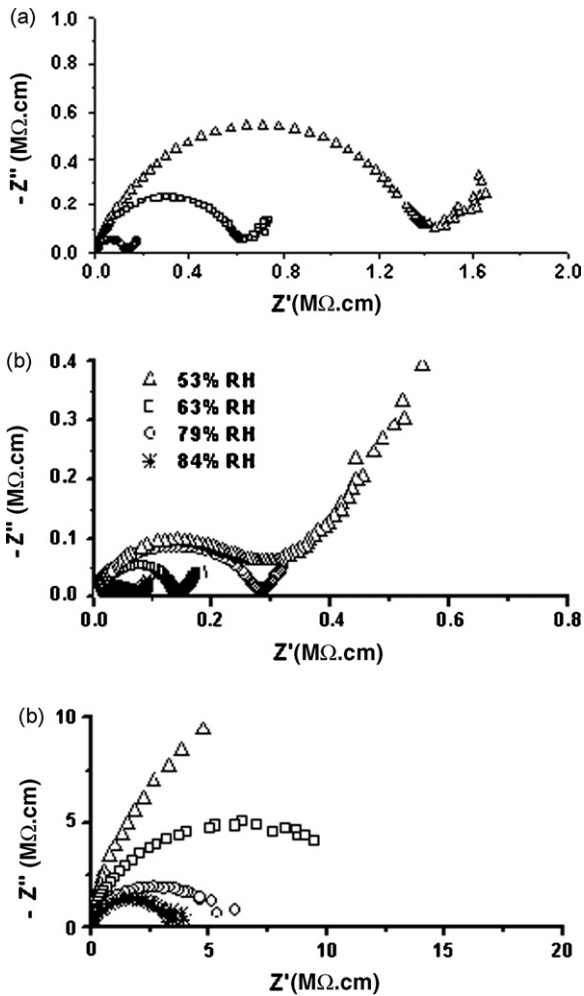 (a)
1.0
0.8
0.6
0.4
0.2
0.0
- Z'' (MΩ.cm)
0.0 0.4 0.8 1.2 1.6 2.0
Z'(MΩ.cm)
(b)
0.4
0.3
0.2
0.1
0.0
- Z'' (MΩ.cm)
53% RH
63% RH
79% RH
84% RH
0.0 0.2 0.4 0.6 0.8
Z'(MΩ.cm)
(b)
10
5
0
- Z'' (MΩ.cm)
0 5 10 15 20
Z'(MΩ.cm)